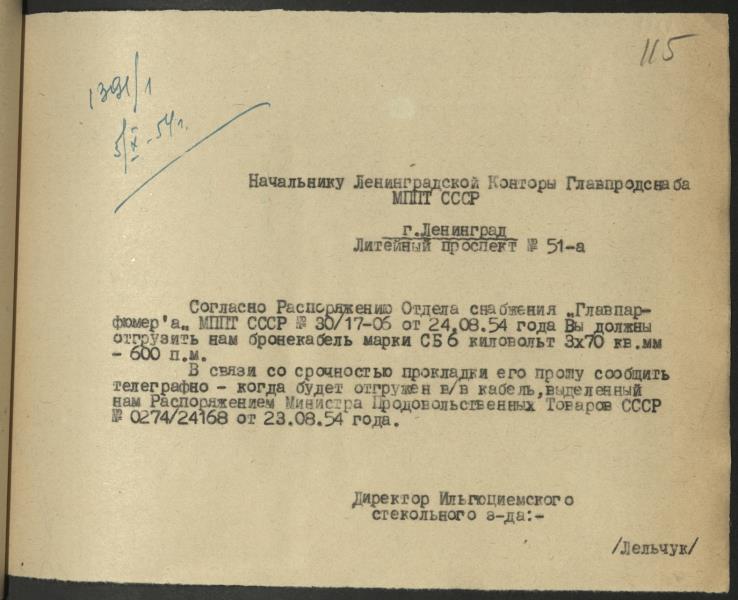 115
1391/1
5/X-54г.
Начальнику Ленинградской Конторы Главпродснаба
МППТ СССР
г.Ленинград
Литейный проспект № 51-а
Согласно Распоряжению Отдела снабжения „Главпар-
фюмер'а„ МППТ СССР № 30/17-06 от 24.08.54 года Вы должны
отгрузить нам бронекабель марки СБ 6 киловольт 3х70 кв.мм
- 600 п.м.
В связи со срочностью прокладки его прошу сообщить
телеграфно - когда будет отгружен в/в кабель,выделенный
нам Распоряжением Министра Продовольственных Товаров СССР
№ 0274/24168 от 23.08.54 года.
Директор Ильгюциемского
стекольного з-да:-
/Лельчук/